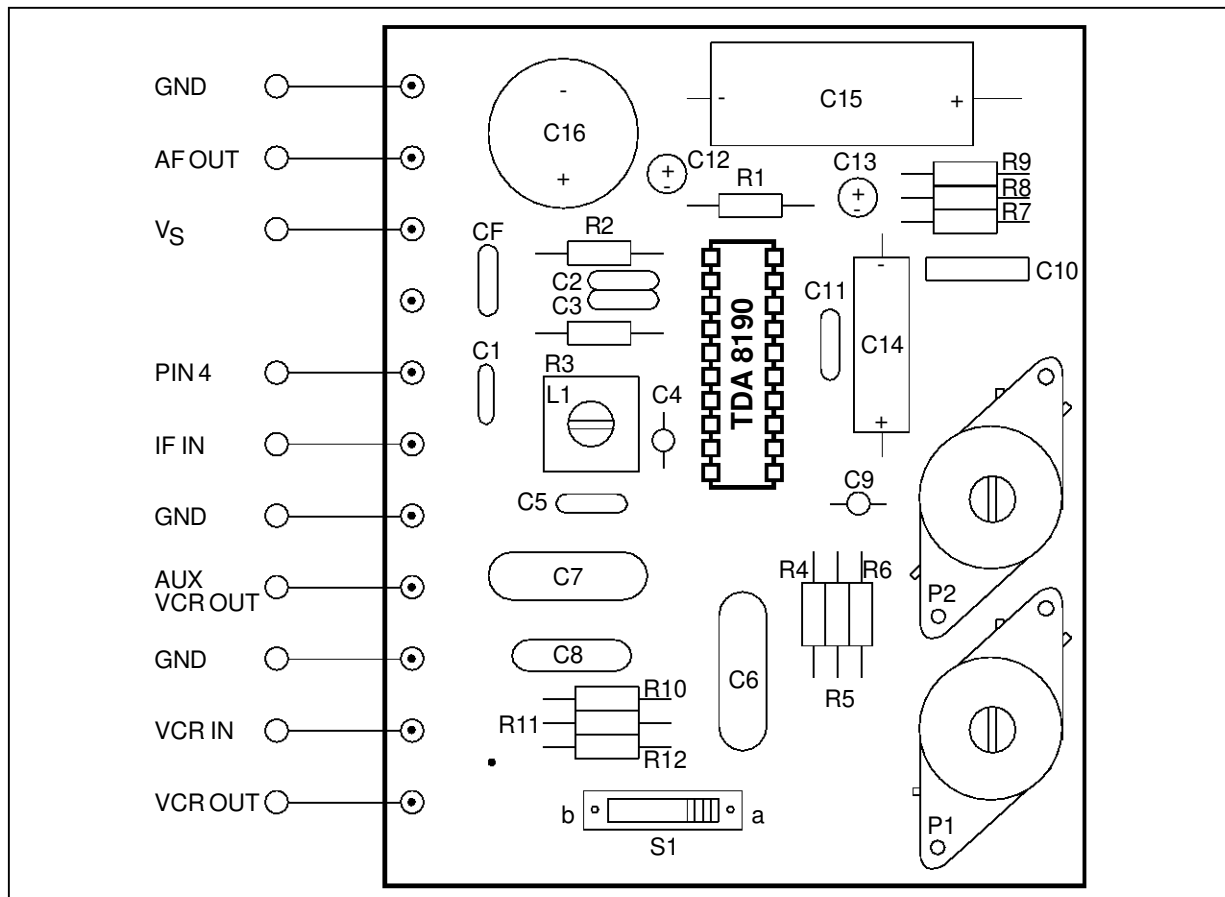 GND
AF OUT
VS
PIN 4
IF IN
GND
AUX
VCR OUT
GND
VCR IN
VCR OUT
-
C16
+
-
C15
+
C12
+
-
C13
+
-
R1
R9
R8
R7
CF
R2
C2
C3
C1
R3
L1
C4
TDA 8190
C11
-
C14
+
C10
C5
C9
C7
R4
R6
P2
C8
C6
R5
R10
R11
R12
b
a
S1
P1